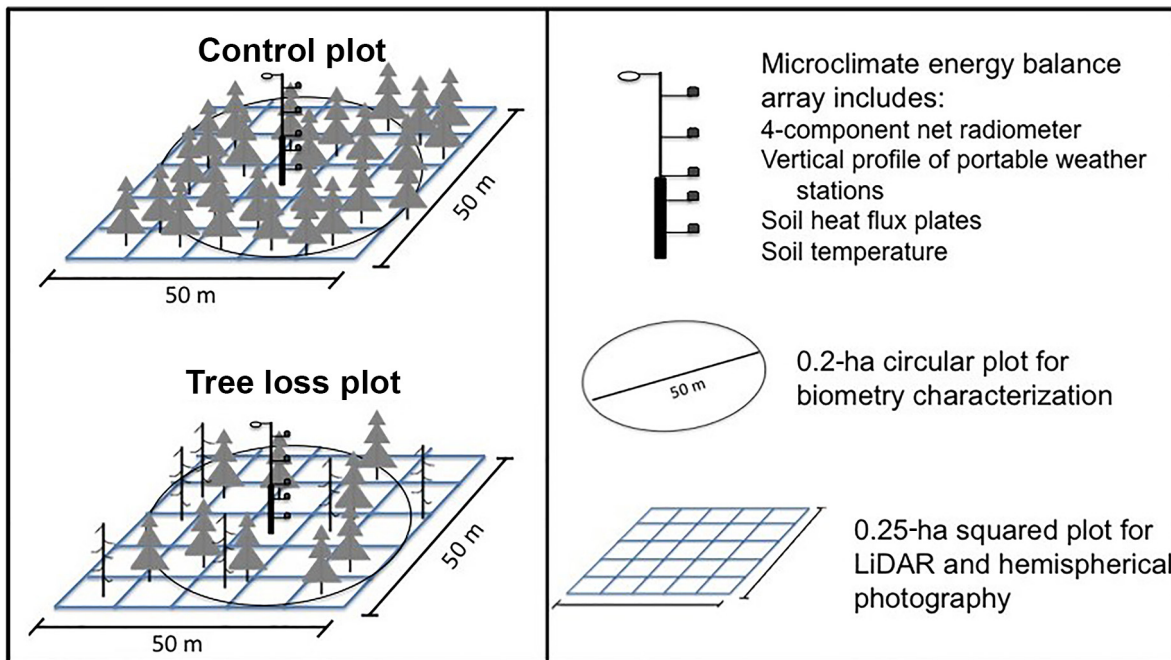 Control plot
50 m
50 m
Tree loss plot
50 m
50 m
Microclimate energy balance
array includes:
4-component net radiometer
Vertical profile of portable weather
stations
Soil heat flux plates
Soil temperature
50 m
0.2-ha circular plot for
biometry characterization
0.25-ha squared plot for
LiDAR and hemispherical
photography